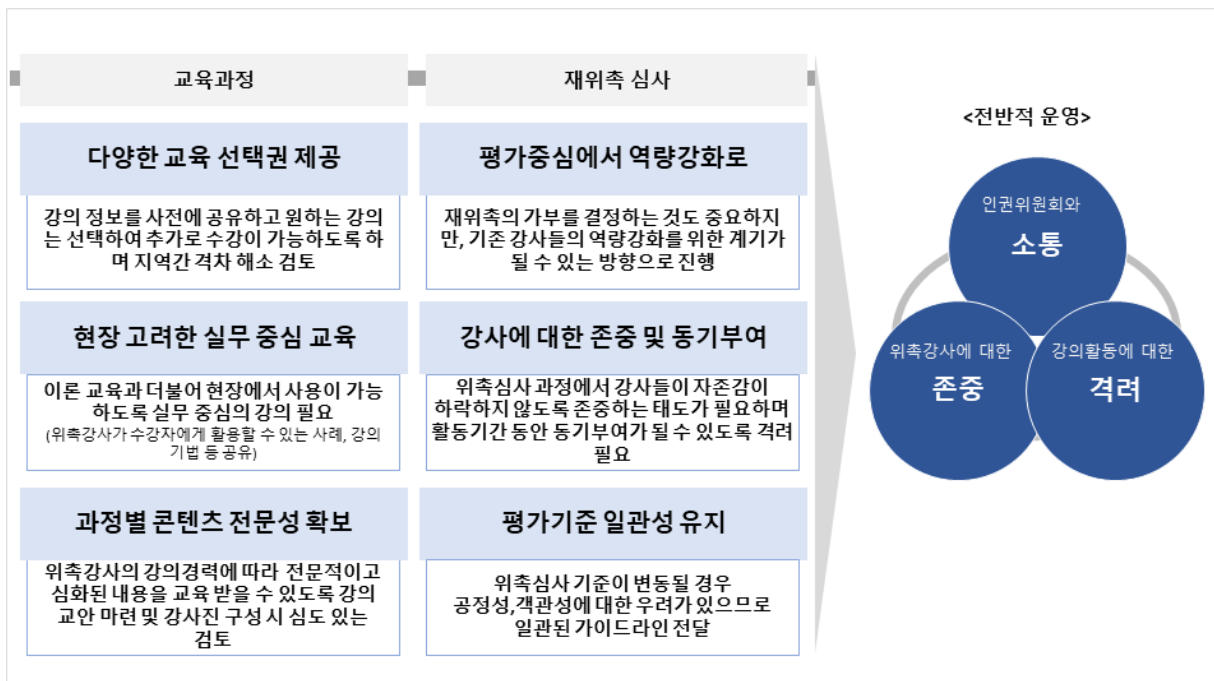 교육과정
다양한 교육 선택권 제공
강의 정보를 사전에 공유하고 원하는 강의
는 선택하여 추가로 수강이 가능하도록 하
며 지역간 격차 해소 검토
현장 고려한 실무 중심 교육
이론 교육과 더불어 현장에서 사용이 가능
하도록 실무 중심의 강의 필요
(위촉강사가 수강자에게 활용할 수 있는 사례, 강의
기법 등 공유)
과정별 콘텐츠 전문성 확보
위촉강사의 강의경력에 따라 전문적이고
심화된 내용을 교육 받을 수 있도록 강의
교안 마련 및 강사진 구성 시 심도 있는
검토
재위촉 심사
평가중심에서 역량강화로
재위촉의 가부를 결정하는 것도 중요하지
만, 기존 강사들의 역량강화를 위한 계기가
될 수 있는 방향으로 진행
강사에 대한 존중 및 동기부여
위촉심사 과정에서 강사들이 자존감이
하락하지 않도록 존중하는 태도가 필요하며
활동기간 동안 동기부여가 될 수 있도록 격려
필요
평가기준 일관성 유지
위촉심사 기준이 변동될 경우
공정성,객관성에 대한 우려가 있으므로
일관된 가이드라인 전달
<전반적 운영>
인권위원회와
소통
위촉강사에 대한
존중
강의활동에 대한
격려